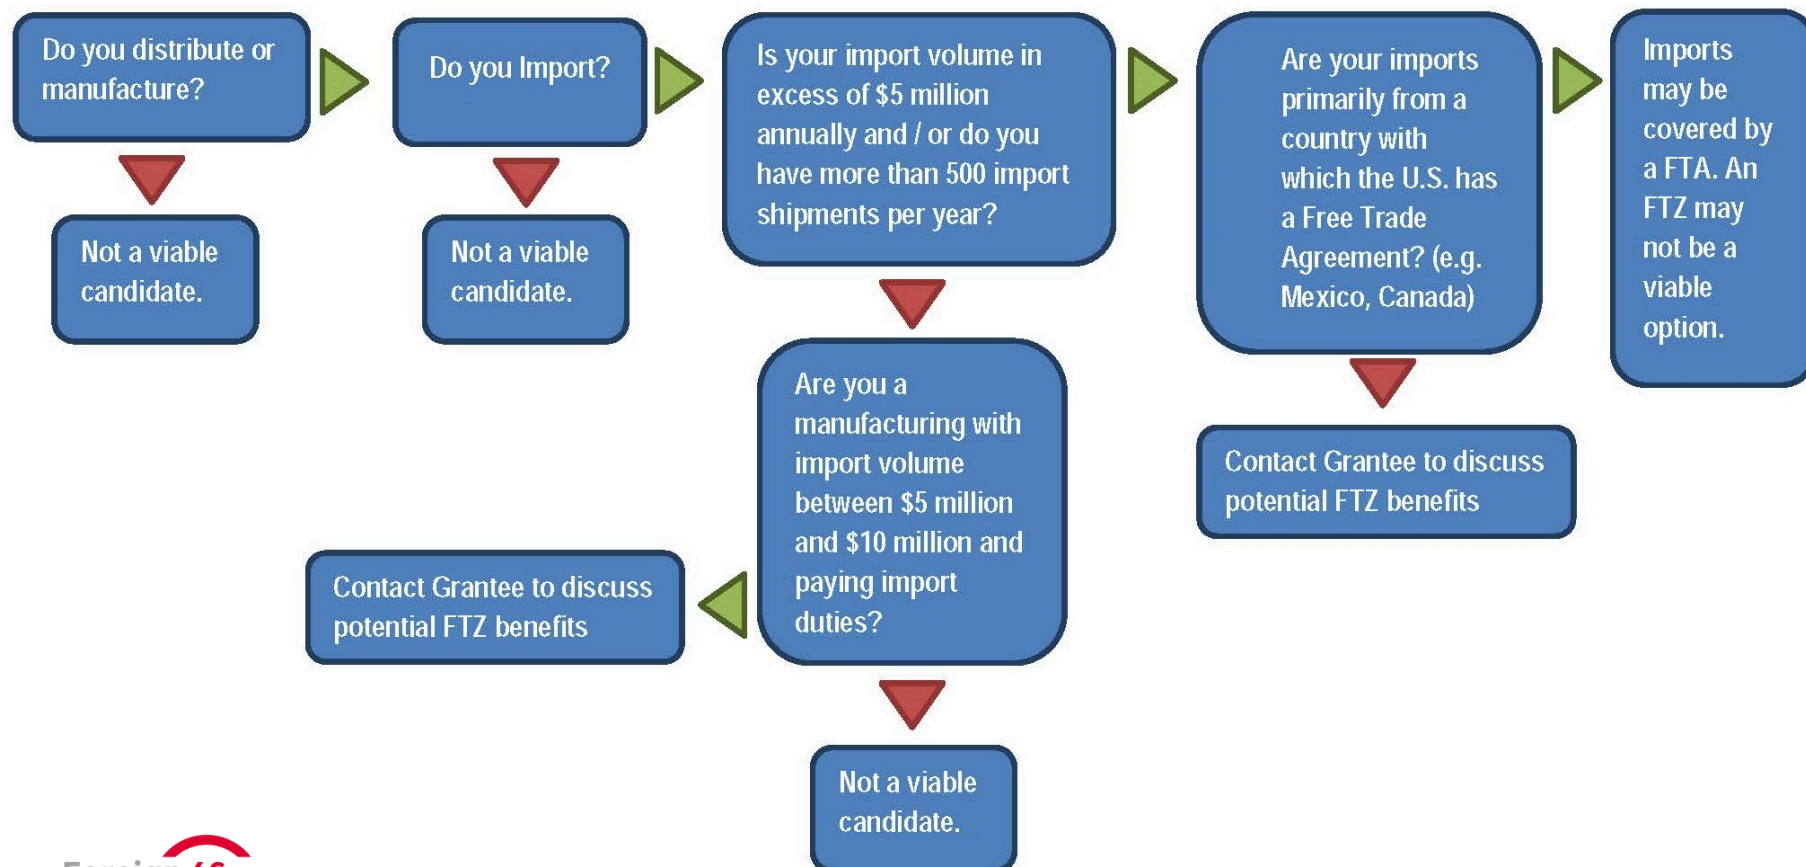 Do you distribute or
manufacture?
Do you Import?
Is your import volume in
excess of $5 million
annually and / or do you
have more than 500 import
shipments per year?
Are your imports
primarily from a
country with
which the U.S. has
a Free Trade
Agreement? (e.g.
Mexico, Canada)
Imports
may be
covered by
a FTA. An
FTZ may
not be a
viable
option.
Not a viable
candidate.
Not a viable
candidate.
Are you a
manufacturing with
import volume
between $5 million
and $10 million and
paying import
duties?
Contact Grantee to discuss
potential FTZ benefits
Contact Grantee to discuss
potential FTZ benefits
Not a viable
candidate.